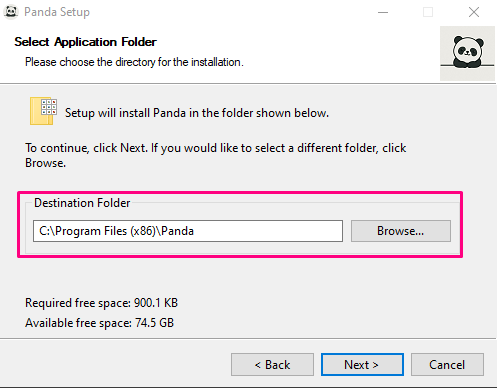 Panda Setup
Select Application Folder
Please choose the directory for the installation.
Setup will install Panda in the folder shown below.
To continue, click Next. If you would like to select a different folder, click
Browse.
Destination Folder
C:\Program Files (x86)\Panda
Browse...
Required free space: 900.1 KB
Available free space: 74.5 GB
< Back
Next >
Cancel